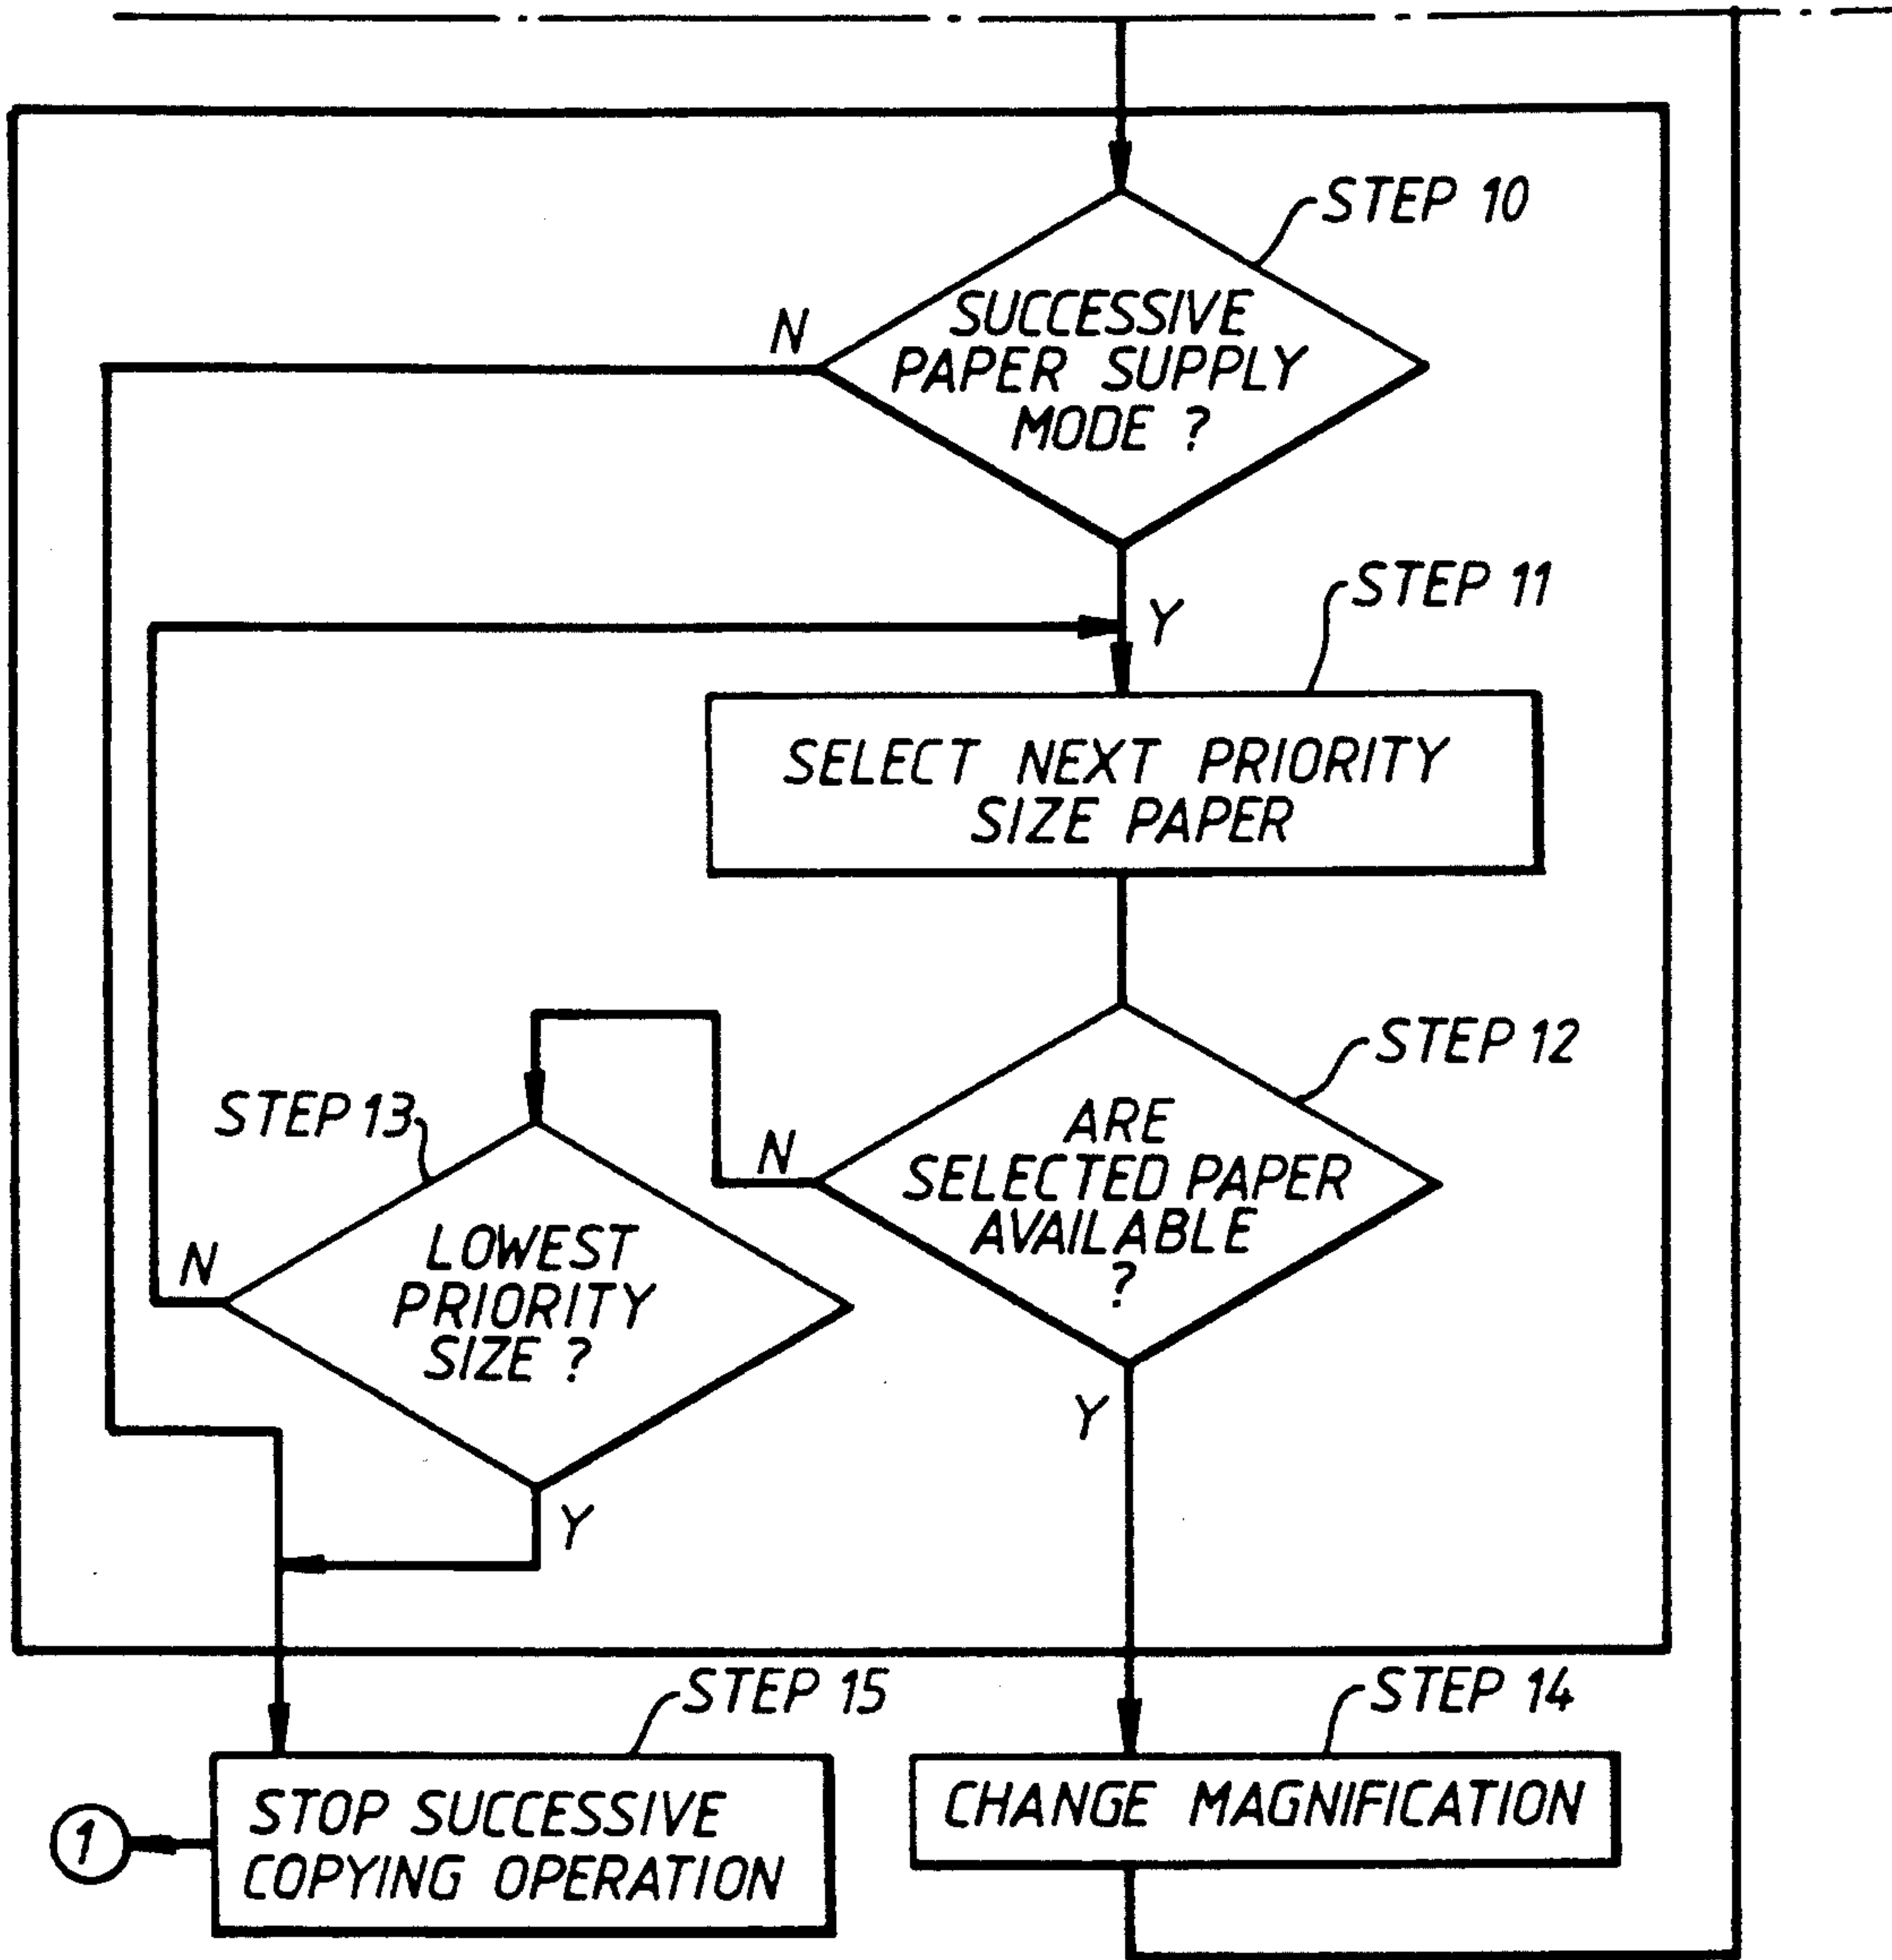 STEP 10
SUCCESSIVE
PAPER SUPPLY
MODE ?
N
Y
STEP 11
SELECT NEXT PRIORITY
SIZE PAPER
STEP 12
ARE
SELECTED PAPER
AVAILABLE
?
N
Y
STEP 13
LOWEST
PRIORITY
SIZE ?
N
Y
STEP 15
STOP SUCCESSIVE
COPYING OPERATION
1
STEP 14
CHANGE MAGNIFICATION